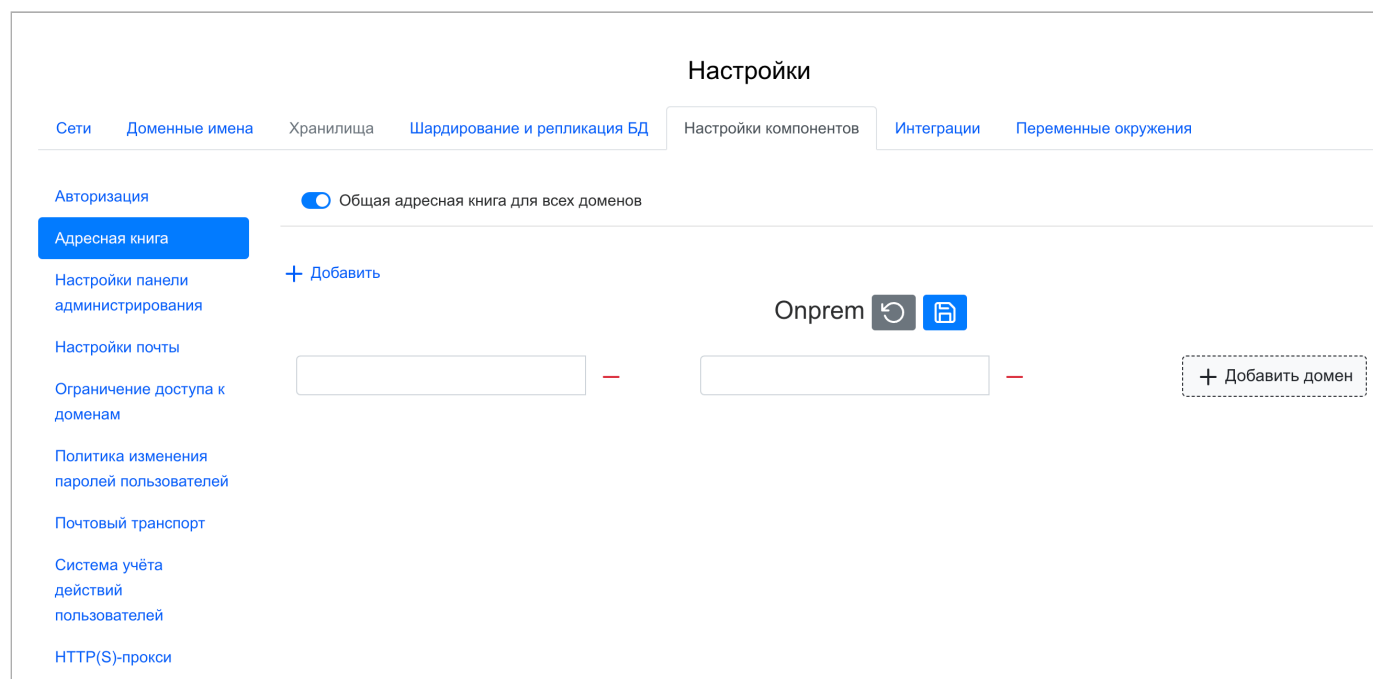 Настройки
Сети Доменные имена Хранилища Шардирование и репликация БД Настройки компонентов Интеграции Переменные окружения
Авторизация
Общая адресная книга для всех доменов
Адресная книга
Добавить
Настройки панели
администрирования
Onprem
Настройки почты
Добавить домен
Ограничение доступа к
доменам
Политика изменения
паролей пользователей
Почтовый транспорт
Система учёта
действий
пользователей
HTTP(S)-прокси